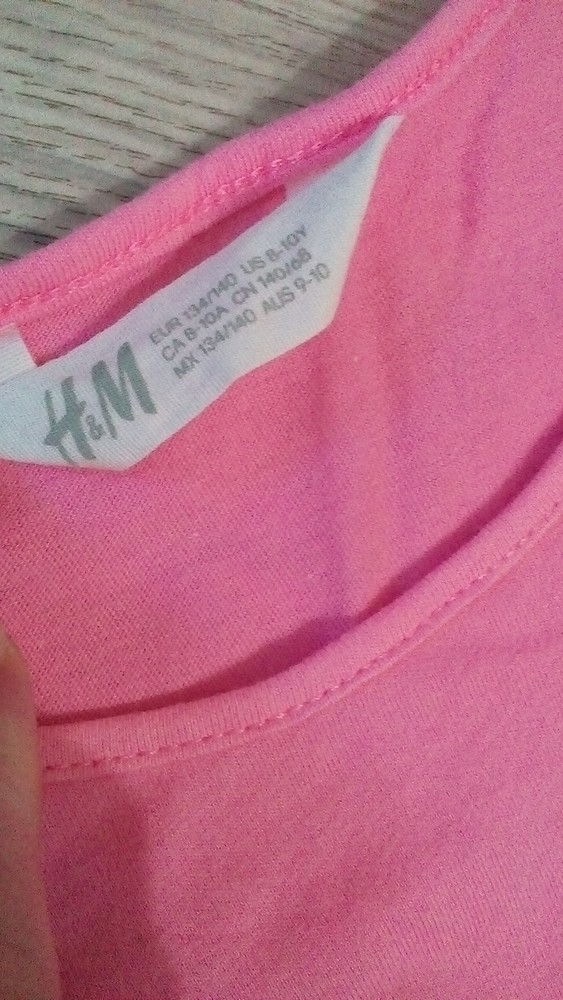 H&M
EUR 134/140 US 8-10Y
CA 8-10A CN 140/68
MX 134/140 AUS 9-10